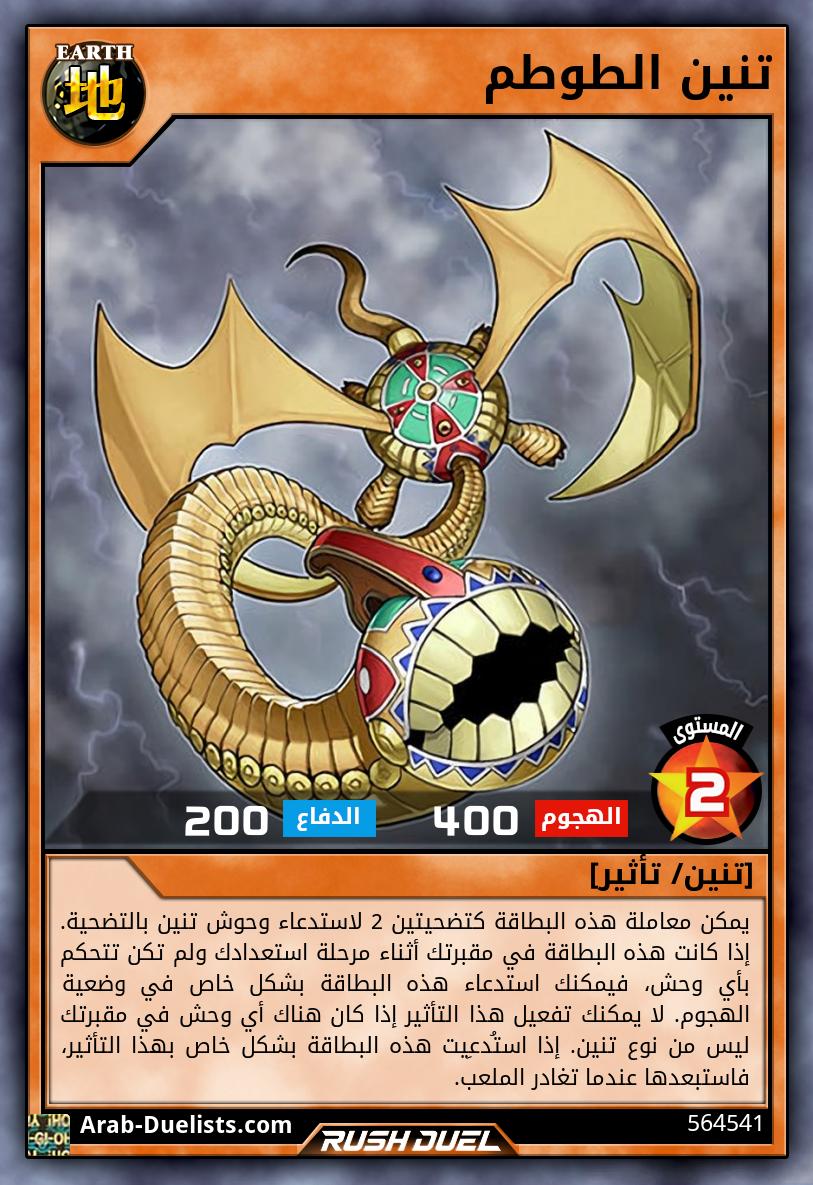 EARTH
地
تنين الطوطم
المستوى
2
الهجوم 400 الدفاع 200
[تنين/ تأثير]
يمكن معاملة هذه البطاقة كتضحيتين 2 لاستدعاء وحوش تنين بالتضحية.
إذا كانت هذه البطاقة في مقبرتك أثناء مرحلة استعدادك ولم تكن تتحكم
بأي وحش، فيمكنك استدعاء هذه البطاقة بشكل خاص في وضعية
الهجوم. لا يمكنك تفعيل هذا التأثير إذا كان هناك أي وحش في مقبرتك
ليس من نوع تنين. إذا استُدعيِت هذه البطاقة بشكل خاص بهذا التأثير،
فاستبعدها عندما تغادر الملعب.
Arab-Duelists.com
RUSH DUEL
564541